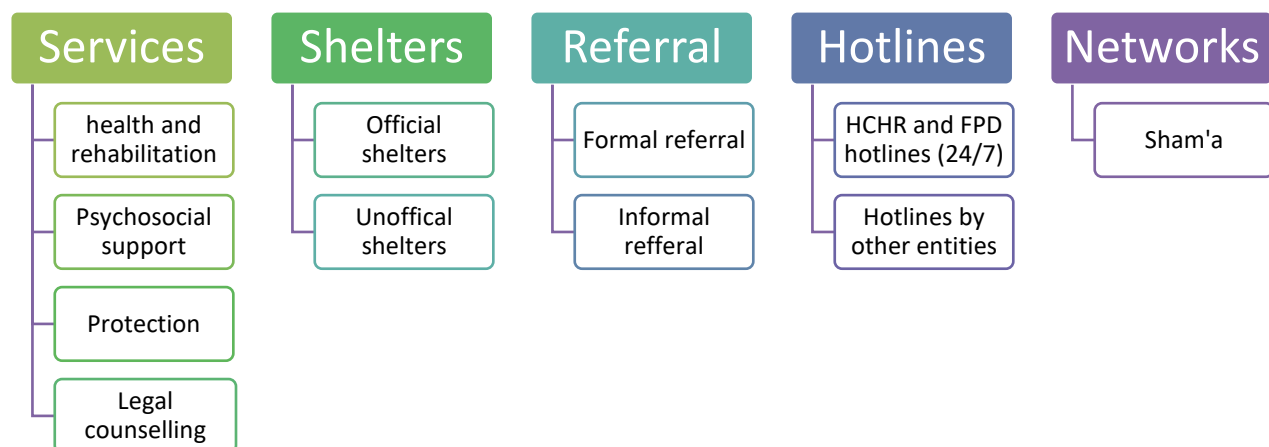 Services
health and
rehabilitation
Psychosocial
support
Protection
Legal
counselling
Shelters
Official
shelters
Unoffical
shelters
Referral
Formal referral
Informal
refferal
Hotlines
HCHR and FPD
hotlines (24/7)
Hotlines by
other entities
Networks
Sham'a